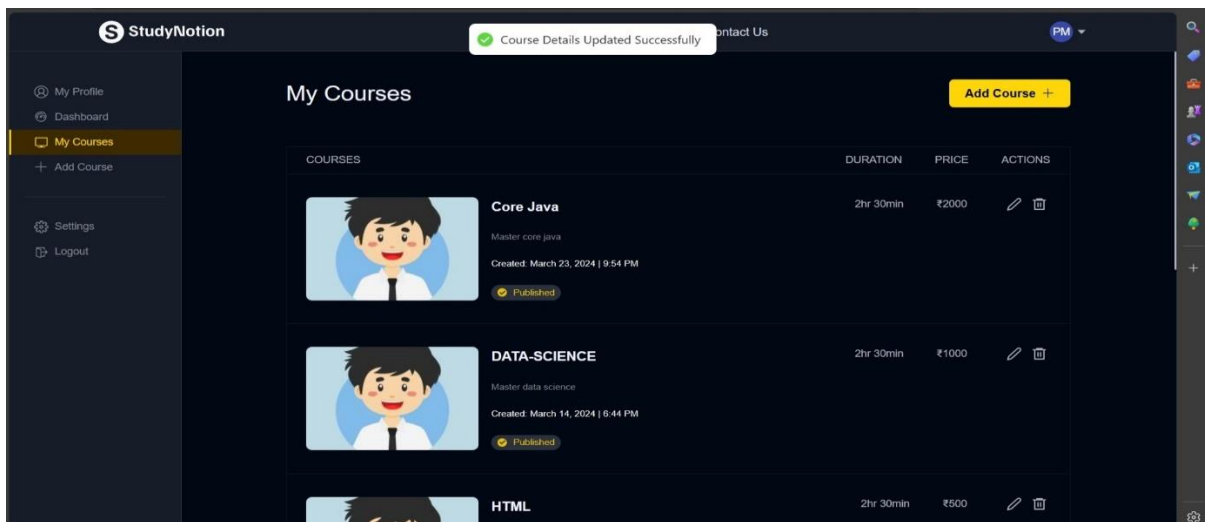 StudyNotion
Course Details Updated Successfully
ontact Us
PM
My Profile
Dashboard
My Courses
Add Course
Settings
Logout
My Courses
Add Course +
COURSES DURATION PRICE ACTIONS
Core Java 2hr 30min ₹2000
Master core java
Created: March 23, 2024 | 9:54 PM
Published
DATA-SCIENCE 2hr 30min ₹1000
Master data science
Created: March 14, 2024 | 6:44 PM
Published
HTML 2hr 30min ₹500